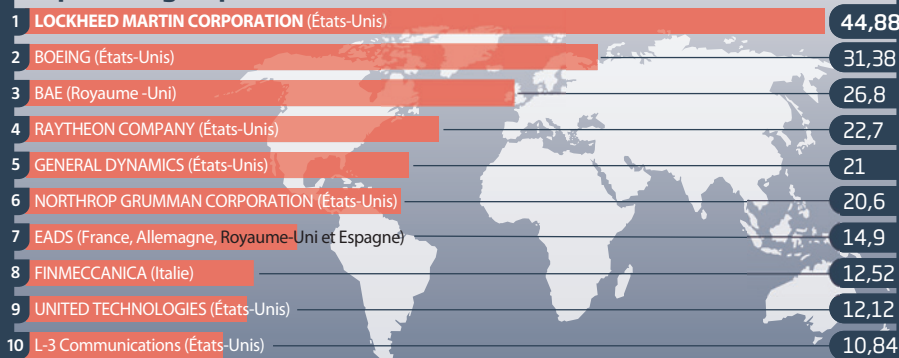 1 LOCKHEED MARTIN CORPORATION (États-Unis) 44,88
2 BOEING (États-Unis) 31,38
3 BAE (Royaume -Uni) 26,8
4 RAYTHEON COMPANY (États-Unis) 22,7
5 GENERAL DYNAMICS (États-Unis) 21
6 NORTHROP GRUMMAN CORPORATION (États-Unis) 20,6
7 EADS (France, Allemagne, Royaume-Uni et Espagne) 14,9
8 FINMECCANICA (Italie) 12,52
9 UNITED TECHNOLOGIES (États-Unis) 12,12
10 L-3 Communications (États-Unis) 10,84